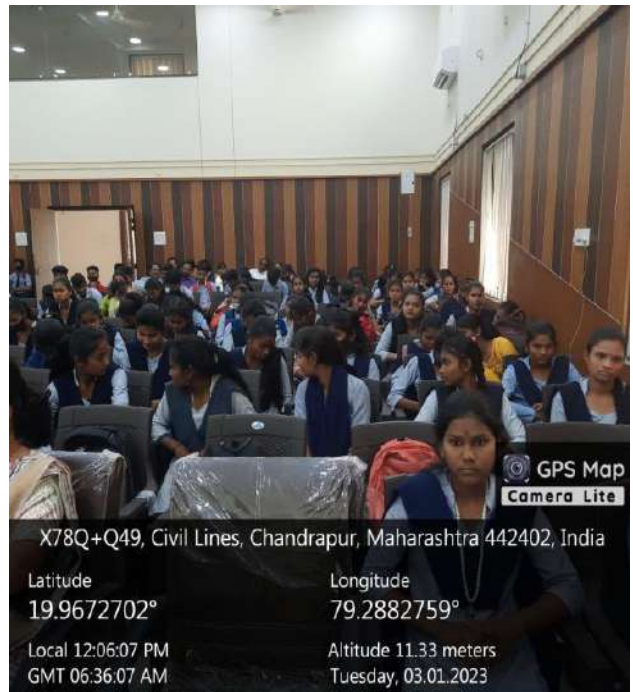 GPS Map
Camera Lite
X78Q+Q49, Civil Lines, Chandrapur, Maharashtra 442402, India
Latitude
19.9672702°
Longitude
79.2882759°
Local 12:06:07 PM
GMT 06:36:07 AM
Altitude 11.33 meters
Tuesday, 03.01.2023